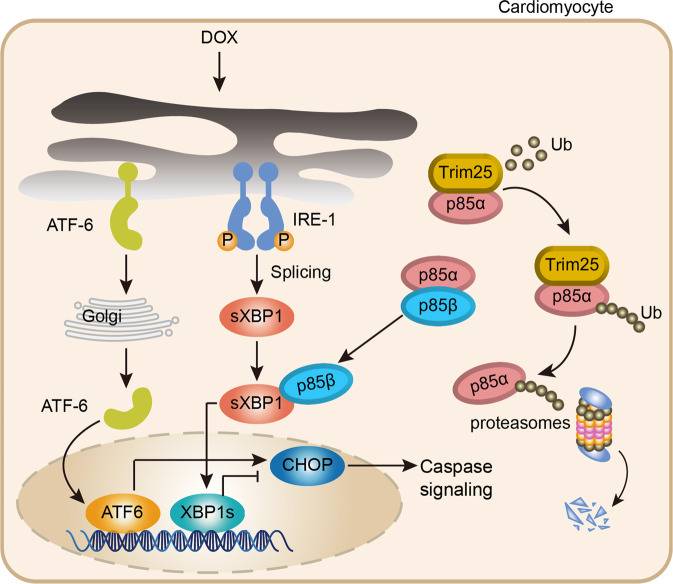 Cardiomyocyte
DOX
Ub
Trim25
p85α
ATF-6
IRE-1
P
P
Splicing
Trim25
p85α
Ub
p85α
p85β
Golgi
sXBP1
p85α
p85β
ATF-6
sXBP1
proteasomes
CHOP
Caspase
signaling
ATF6
XBP1s